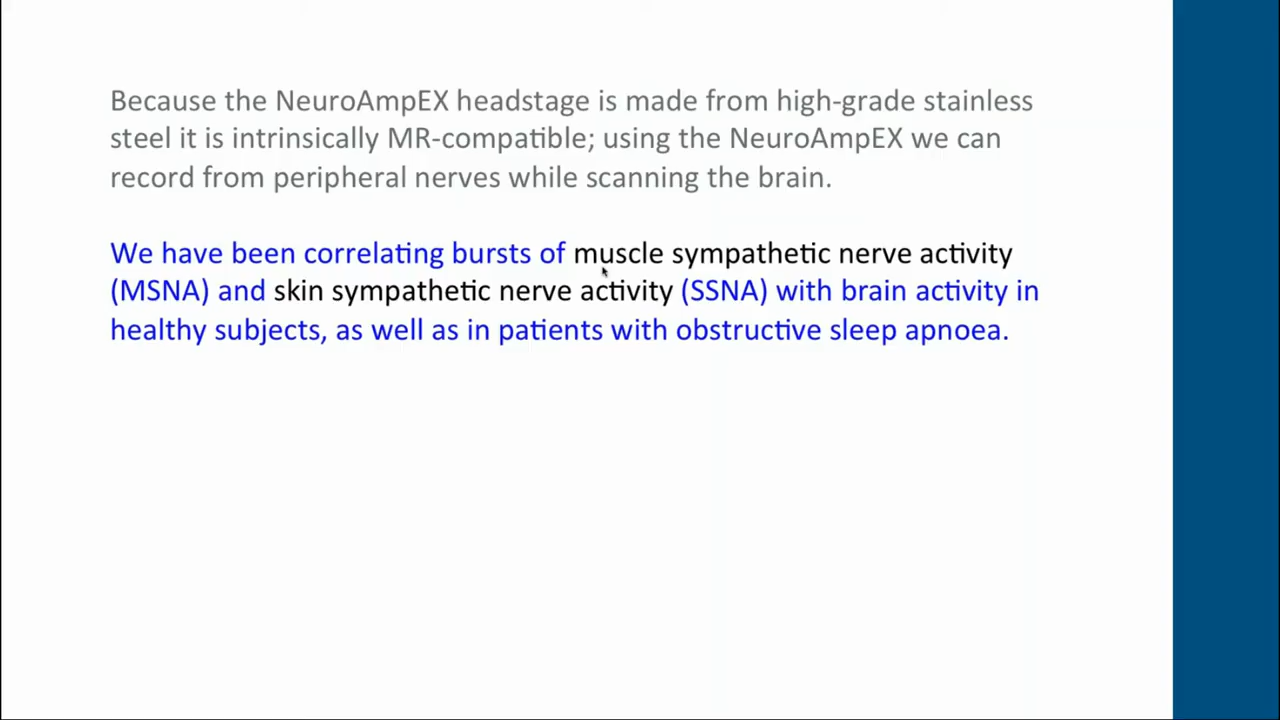 Because the NeuroAmpEX headstage is made from high-grade stainless
steel it is intrinsically MR-compatible; using the NeuroAmpEX we can
record from peripheral nerves while scanning the brain.
We have been correlating bursts of muscle sympathetic nerve activity
(MSNA) and skin sympathetic nerve activity (SSNA) with brain activity in
healthy subjects, as well as in patients with obstructive sleep apnoea.